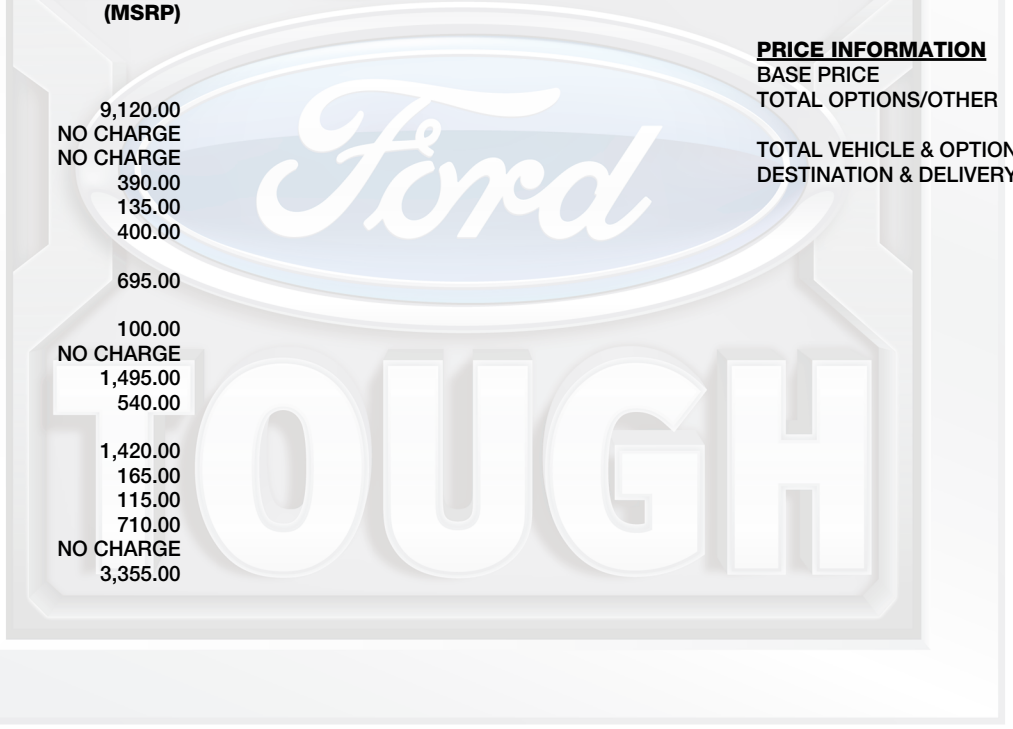 (MSRP)
9,120.00
NO CHARGE
NO CHARGE
390.00
135.00
400.00
695.00
100.00
NO CHARGE
1,495.00
540.00
1,420.00
165.00
115.00
710.00
NO CHARGE
3,355.00
PRICE INFORMATION
BASE PRICE
TOTAL OPTIONS/OTHER
TOTAL VEHICLE & OPTION
DESTINATION & DELIVERY
Ford
TOUGH